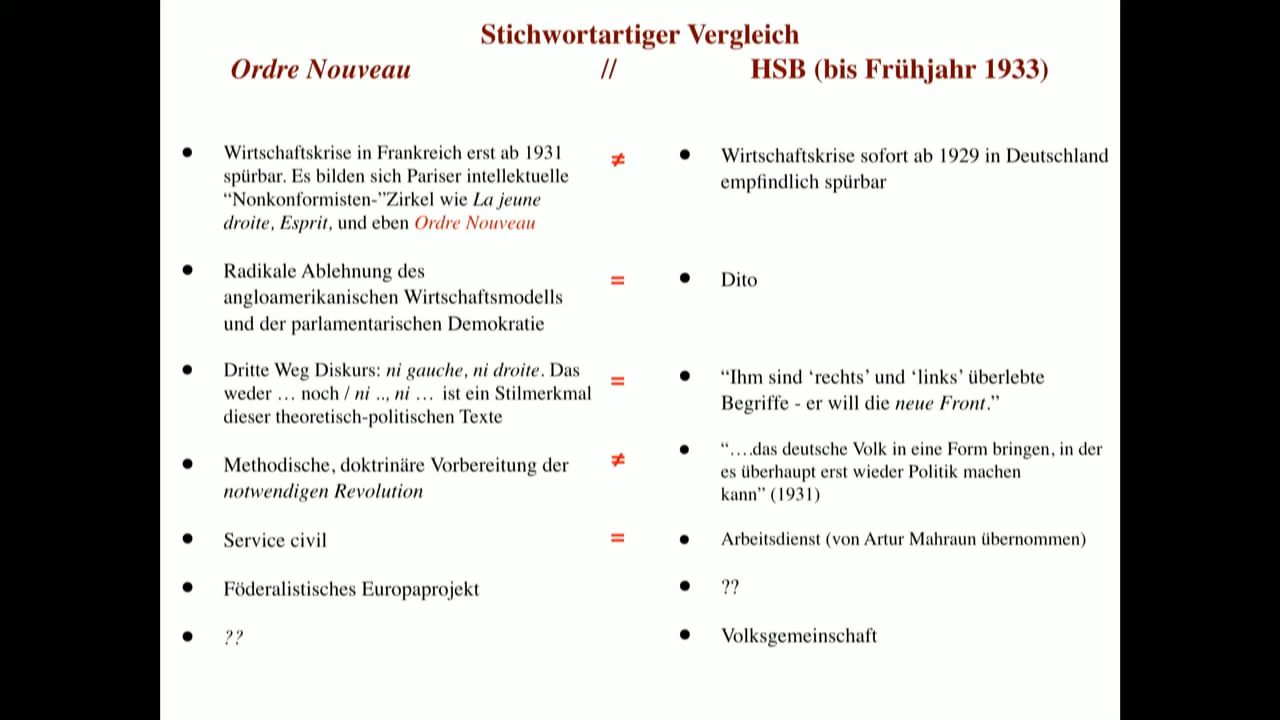 Stichwortartiger Vergleich
Ordre Nouveau // HSB (bis Frühjahr 1933)
• Wirtschaftskrise in Frankreich erst ab 1931
spürbar. Es bilden sich Pariser intellektuelle
“Nonkonformisten-”Zirkel wie La jeune
droite, Esprit, und eben Ordre Nouveau
≠
• Wirtschaftskrise sofort ab 1929 in Deutschland
empfindlich spürbar
• Radikale Ablehnung des
angloamerikanischen Wirtschaftsmodells
und der parlamentarischen Demokratie
=
• Dito
• Dritte Weg Diskurs: ni gauche, ni droite. Das
weder … noch / ni .., ni … ist ein Stilmerkmal
dieser theoretisch-politischen Texte
=
• “Ihm sind ‘rechts’ und ‘links’ überlebte
Begriffe - er will die neue Front.”
• Methodische, doktrinäre Vorbereitung der
notwendigen Revolution
≠
• “….das deutsche Volk in eine Form bringen, in der
es überhaupt erst wieder Politik machen
kann” (1931)
• Service civil
=
• Arbeitsdienst (von Artur Mahraun übernommen)
• Föderalistisches Europaprojekt
• ??
• ??
• Volksgemeinschaft